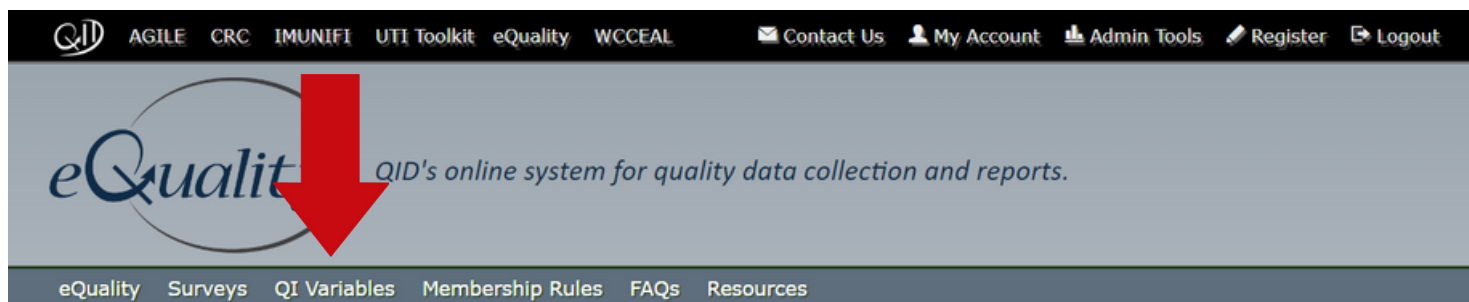 QID AGILE CRC IMUNIFI UTI Toolkit eQuality WCCEAL Contact Us My Account Admin Tools Register Logout
eQualit
QID's online system for quality data collection and reports.
eQuality Surveys QI Variables Membership Rules FAQs Resources